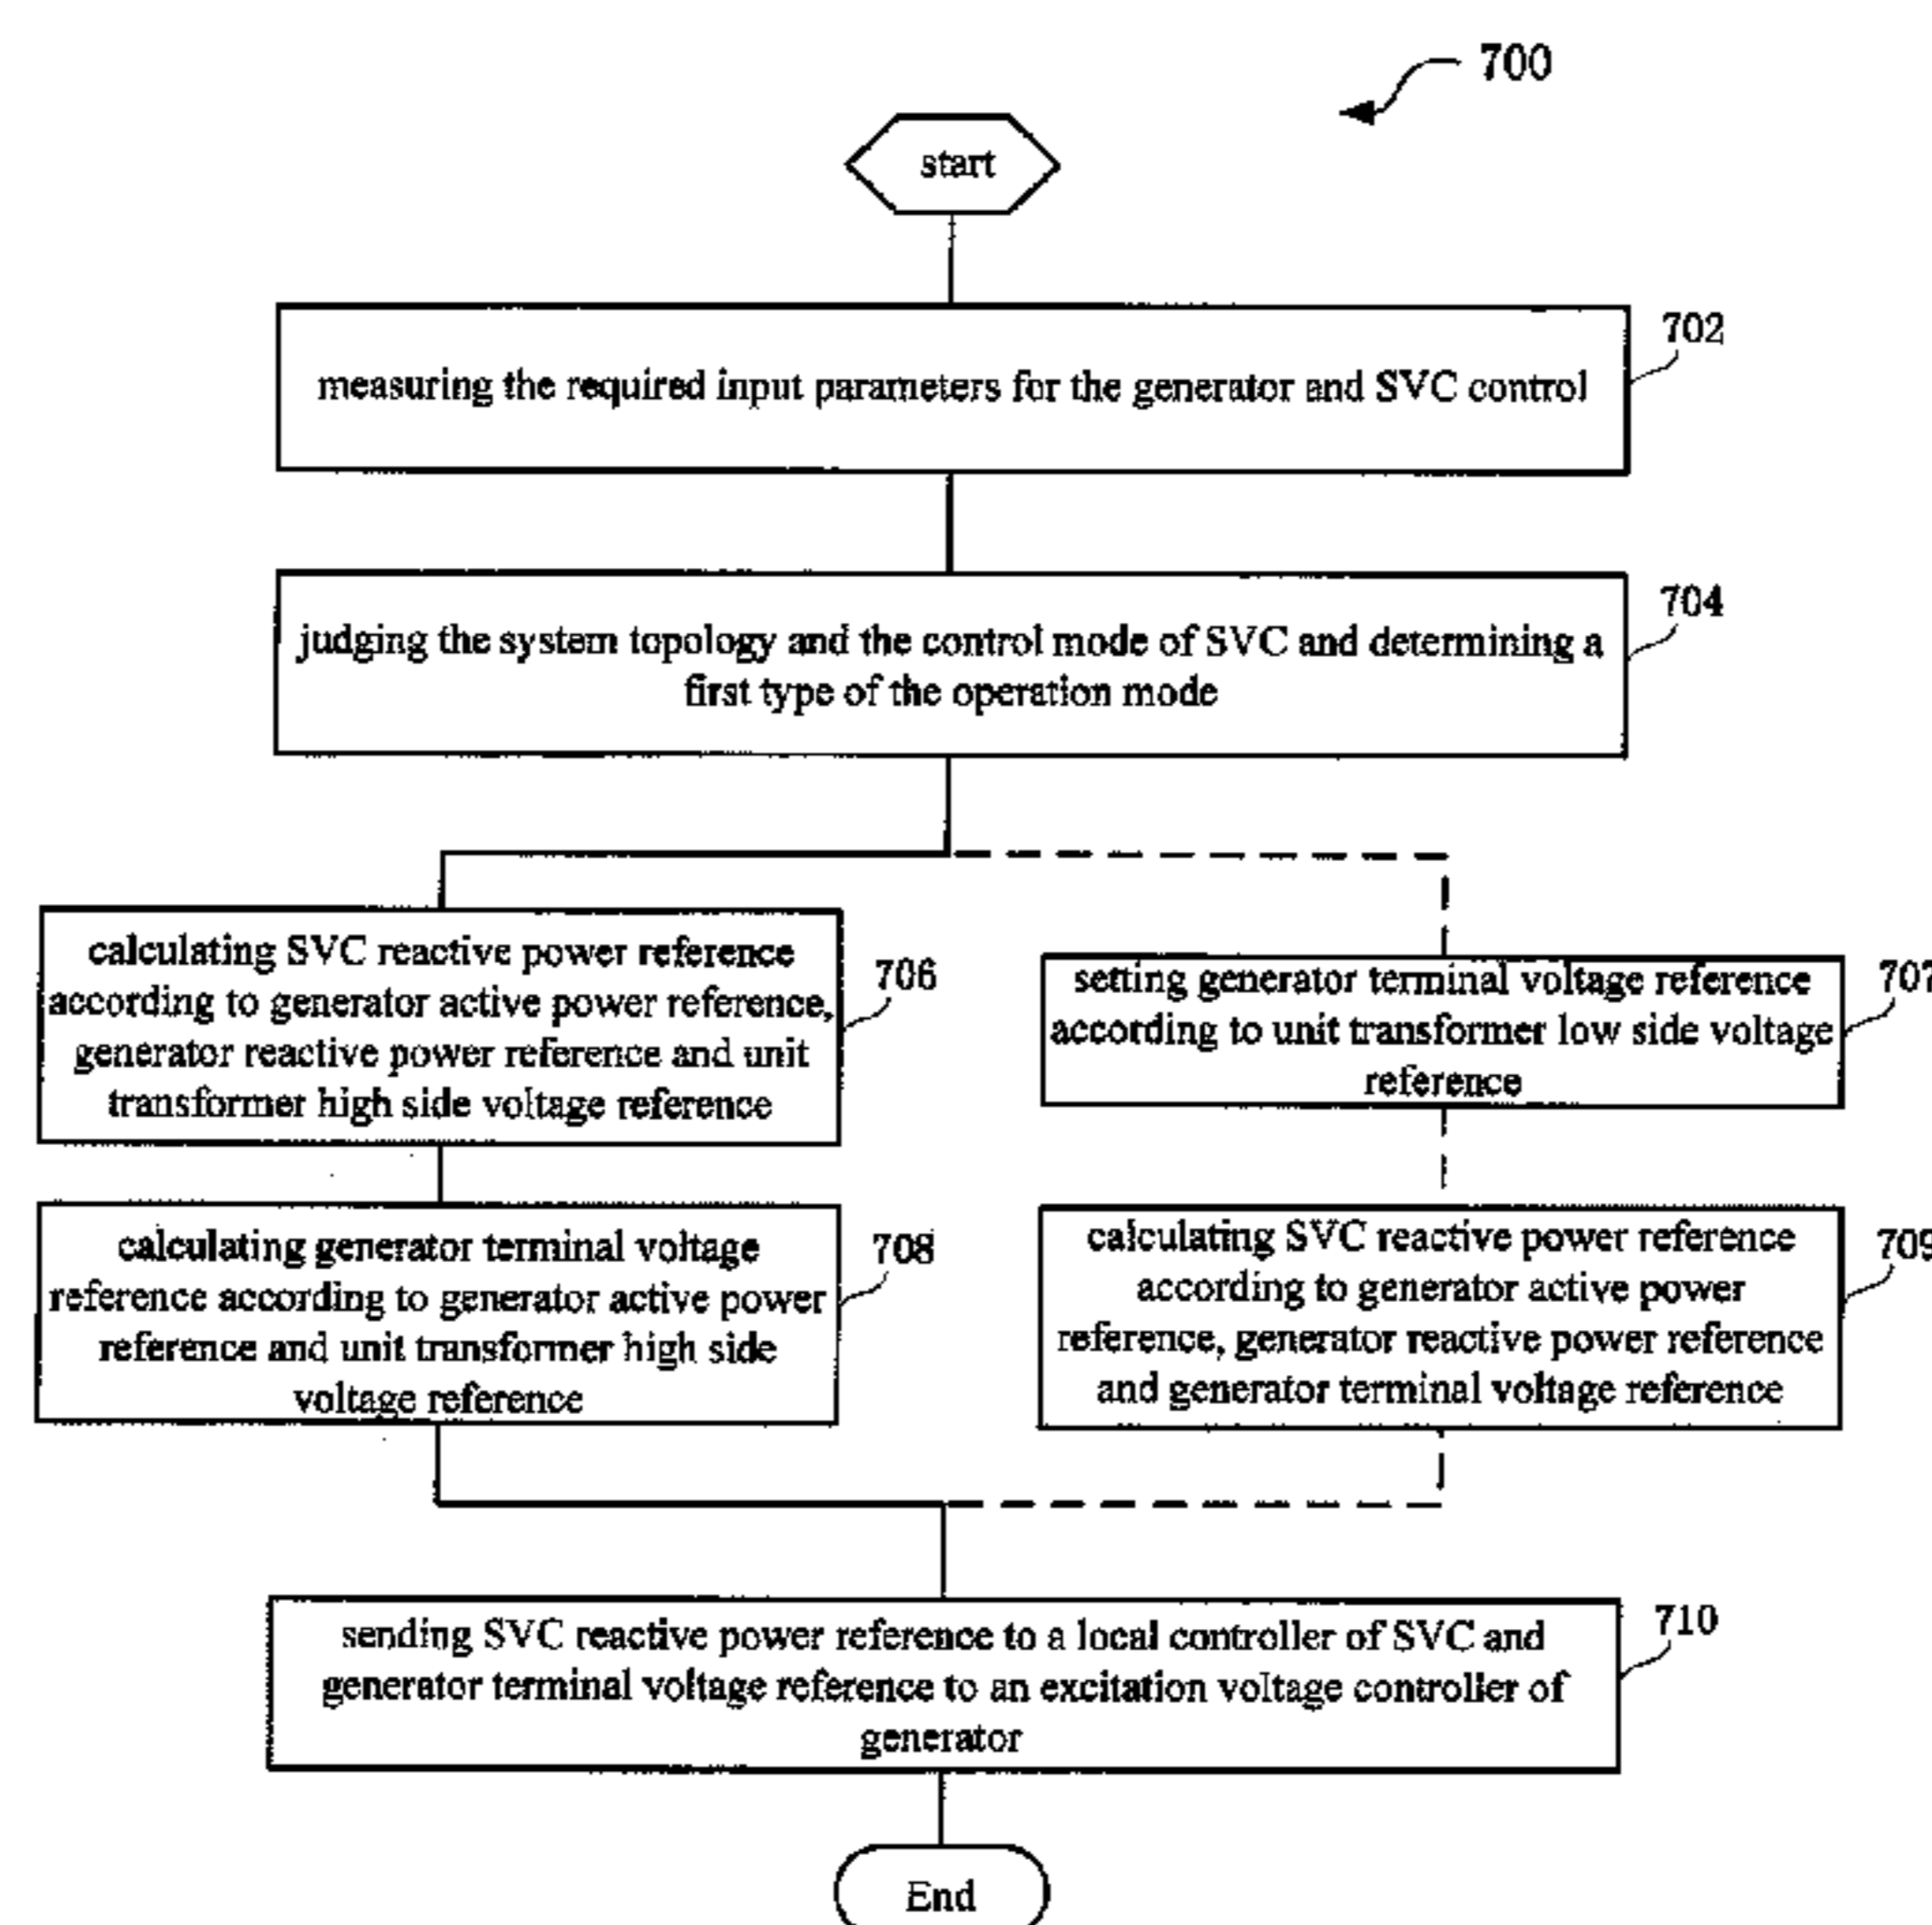 700
start
measuring the required input parameters for the generator and SVC control
702
judging the system topology and the control mode of SVC and determining a
first type of the operation mode
704
calculating SVC reactive power reference
according to generator active power reference,
generator reactive power reference and unit
transformer high side voltage reference
706
setting generator terminal voltage reference
according to unit transformer low side voltage
reference
707
calculating generator terminal voltage
reference according to generator active power
reference and unit transformer high side
voltage reference
708
calculating SVC reactive power reference
according to generator active power
reference, generator reactive power reference
and generator terminal voltage reference
709
sending SVC reactive power reference to a local controller of SVC and
generator terminal voltage reference to an excitation voltage controller of
generator
710
End